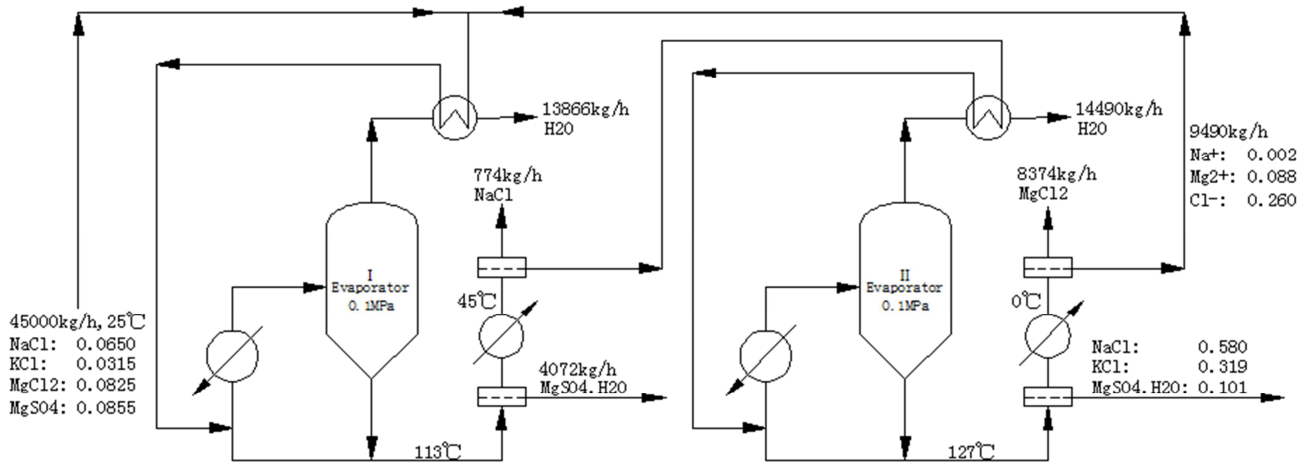 13866kg/h
H2O
14490kg/h
H2O
9490kg/h
Na+: 0.002
Mg2+: 0.088
Cl-: 0.260
774kg/h
NaCl
8374kg/h
MgCl2
I
Evaporator
0.1MPa
II
Evaporator
0.1MPa
45℃
0℃
45000kg/h,25℃
NaCl: 0.0650
KCl: 0.0315
MgCl2: 0.0825
MgSO4: 0.0855
4072kg/h
MgSO4.H2O
NaCl: 0.580
KCl: 0.319
MgSO4.H2O: 0.101
113℃
127℃